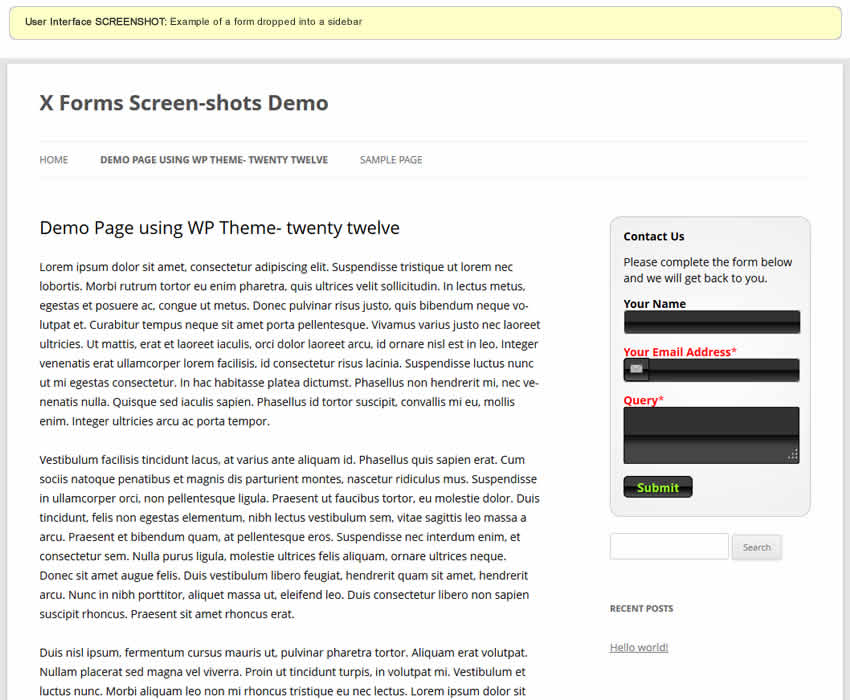 User Interface SCREENSHOT: Example of a form dropped into a sidebar
X Forms Screen-shots Demo
HOME
DEMO PAGE USING WP THEME- TWENTY TWELVE
SAMPLE PAGE
Demo Page using WP Theme- twenty twelve
Lorem ipsum dolor sit amet, consectetur adipiscing elit. Suspendisse tristique ut lorem nec
lobortis. Morbi rutrum tortor eu enim pharetra, quis ultrices velit sollicitudin. In lectus metus,
egestas et posuere ac, congue ut metus. Donec pulvinar risus justo, quis bibendum neque vo-
lutpat et. Curabitur tempus neque sit amet porta pellentesque. Vivamus varius justo nec laoreet
ultricies. Ut mattis, erat et laoreet iaculis, orci dolor laoreet arcu, id ornare nisl est in leo. Integer
venenatis erat ullamcorper lorem facilisis, id consectetur risus lacinia. Suspendisse luctus nunc
ut mi egestas consectetur. In hac habitasse platea dictumst. Phasellus non hendrerit mi, nec ve-
nenatis nulla. Quisque sed iaculis sapien. Phasellus id tortor suscipit, convallis mi eu, mollis
enim. Integer ultricies arcu ac porta tempor.
Vestibulum facilisis tincidunt lacus, at varius ante aliquam id. Phasellus quis sapien erat. Cum
sociis natoque penatibus et magnis dis parturient montes, nascetur ridiculus mus. Suspendisse
in ullamcorper orci, non pellentesque ligula. Praesent ut faucibus tortor, eu molestie dolor. Duis
tincidunt, felis non egestas elementum, nibh lectus vestibulum sem, vitae sagittis leo massa a
arcu. Praesent et bibendum quam, at pellentesque eros. Suspendisse nec interdum enim, et
consectetur sem. Nulla purus ligula, molestie ultrices felis aliquam, ornare ultrices neque.
Donec sit amet augue felis. Duis vestibulum libero feugiat, hendrerit quam sit amet, hendrerit
arcu. Nunc in nibh porttitor, aliquet massa ut, eleifend leo. Duis consectetur libero non sapien
suscipit rhoncus. Praesent sit amet rhoncus erat.
Duis nisl ipsum, fermentum cursus mauris ut, pulvinar pharetra tortor. Aliquam erat volutpat.
Nullam placerat sed magna vel viverra. Proin ut tincidunt turpis, in volutpat mi. Vestibulum et
luctus nunc. Morbi aliquam leo non mi rhoncus tristique eu nec lectus. Lorem ipsum dolor sit
Contact Us
Please complete the form below
and we will get back to you.
Your Name
Your Email Address*
Query*
Submit
Search
RECENT POSTS
Hello world!